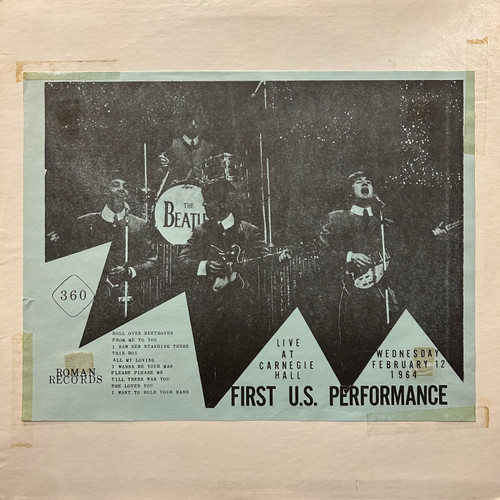 THE
BEATLES
360
ROMAN
RECORDS
ROLL OVER BEETHOVEN
FROM ME TO YOU
I SAW HER STANDING THERE
THIS BOY
ALL MY LOVING
I WANNA BE YOUR MAN
PLEASE PLEASE ME
TILL THERE WAS YOU
SHE LOVES YOU
I WANT TO HOLD YOUR HAND
LIVE
AT
CARNEGIE
HALL
WEDNESDAY
FEBRUARY 12
1964
FIRST U.S. PERFORMANCE